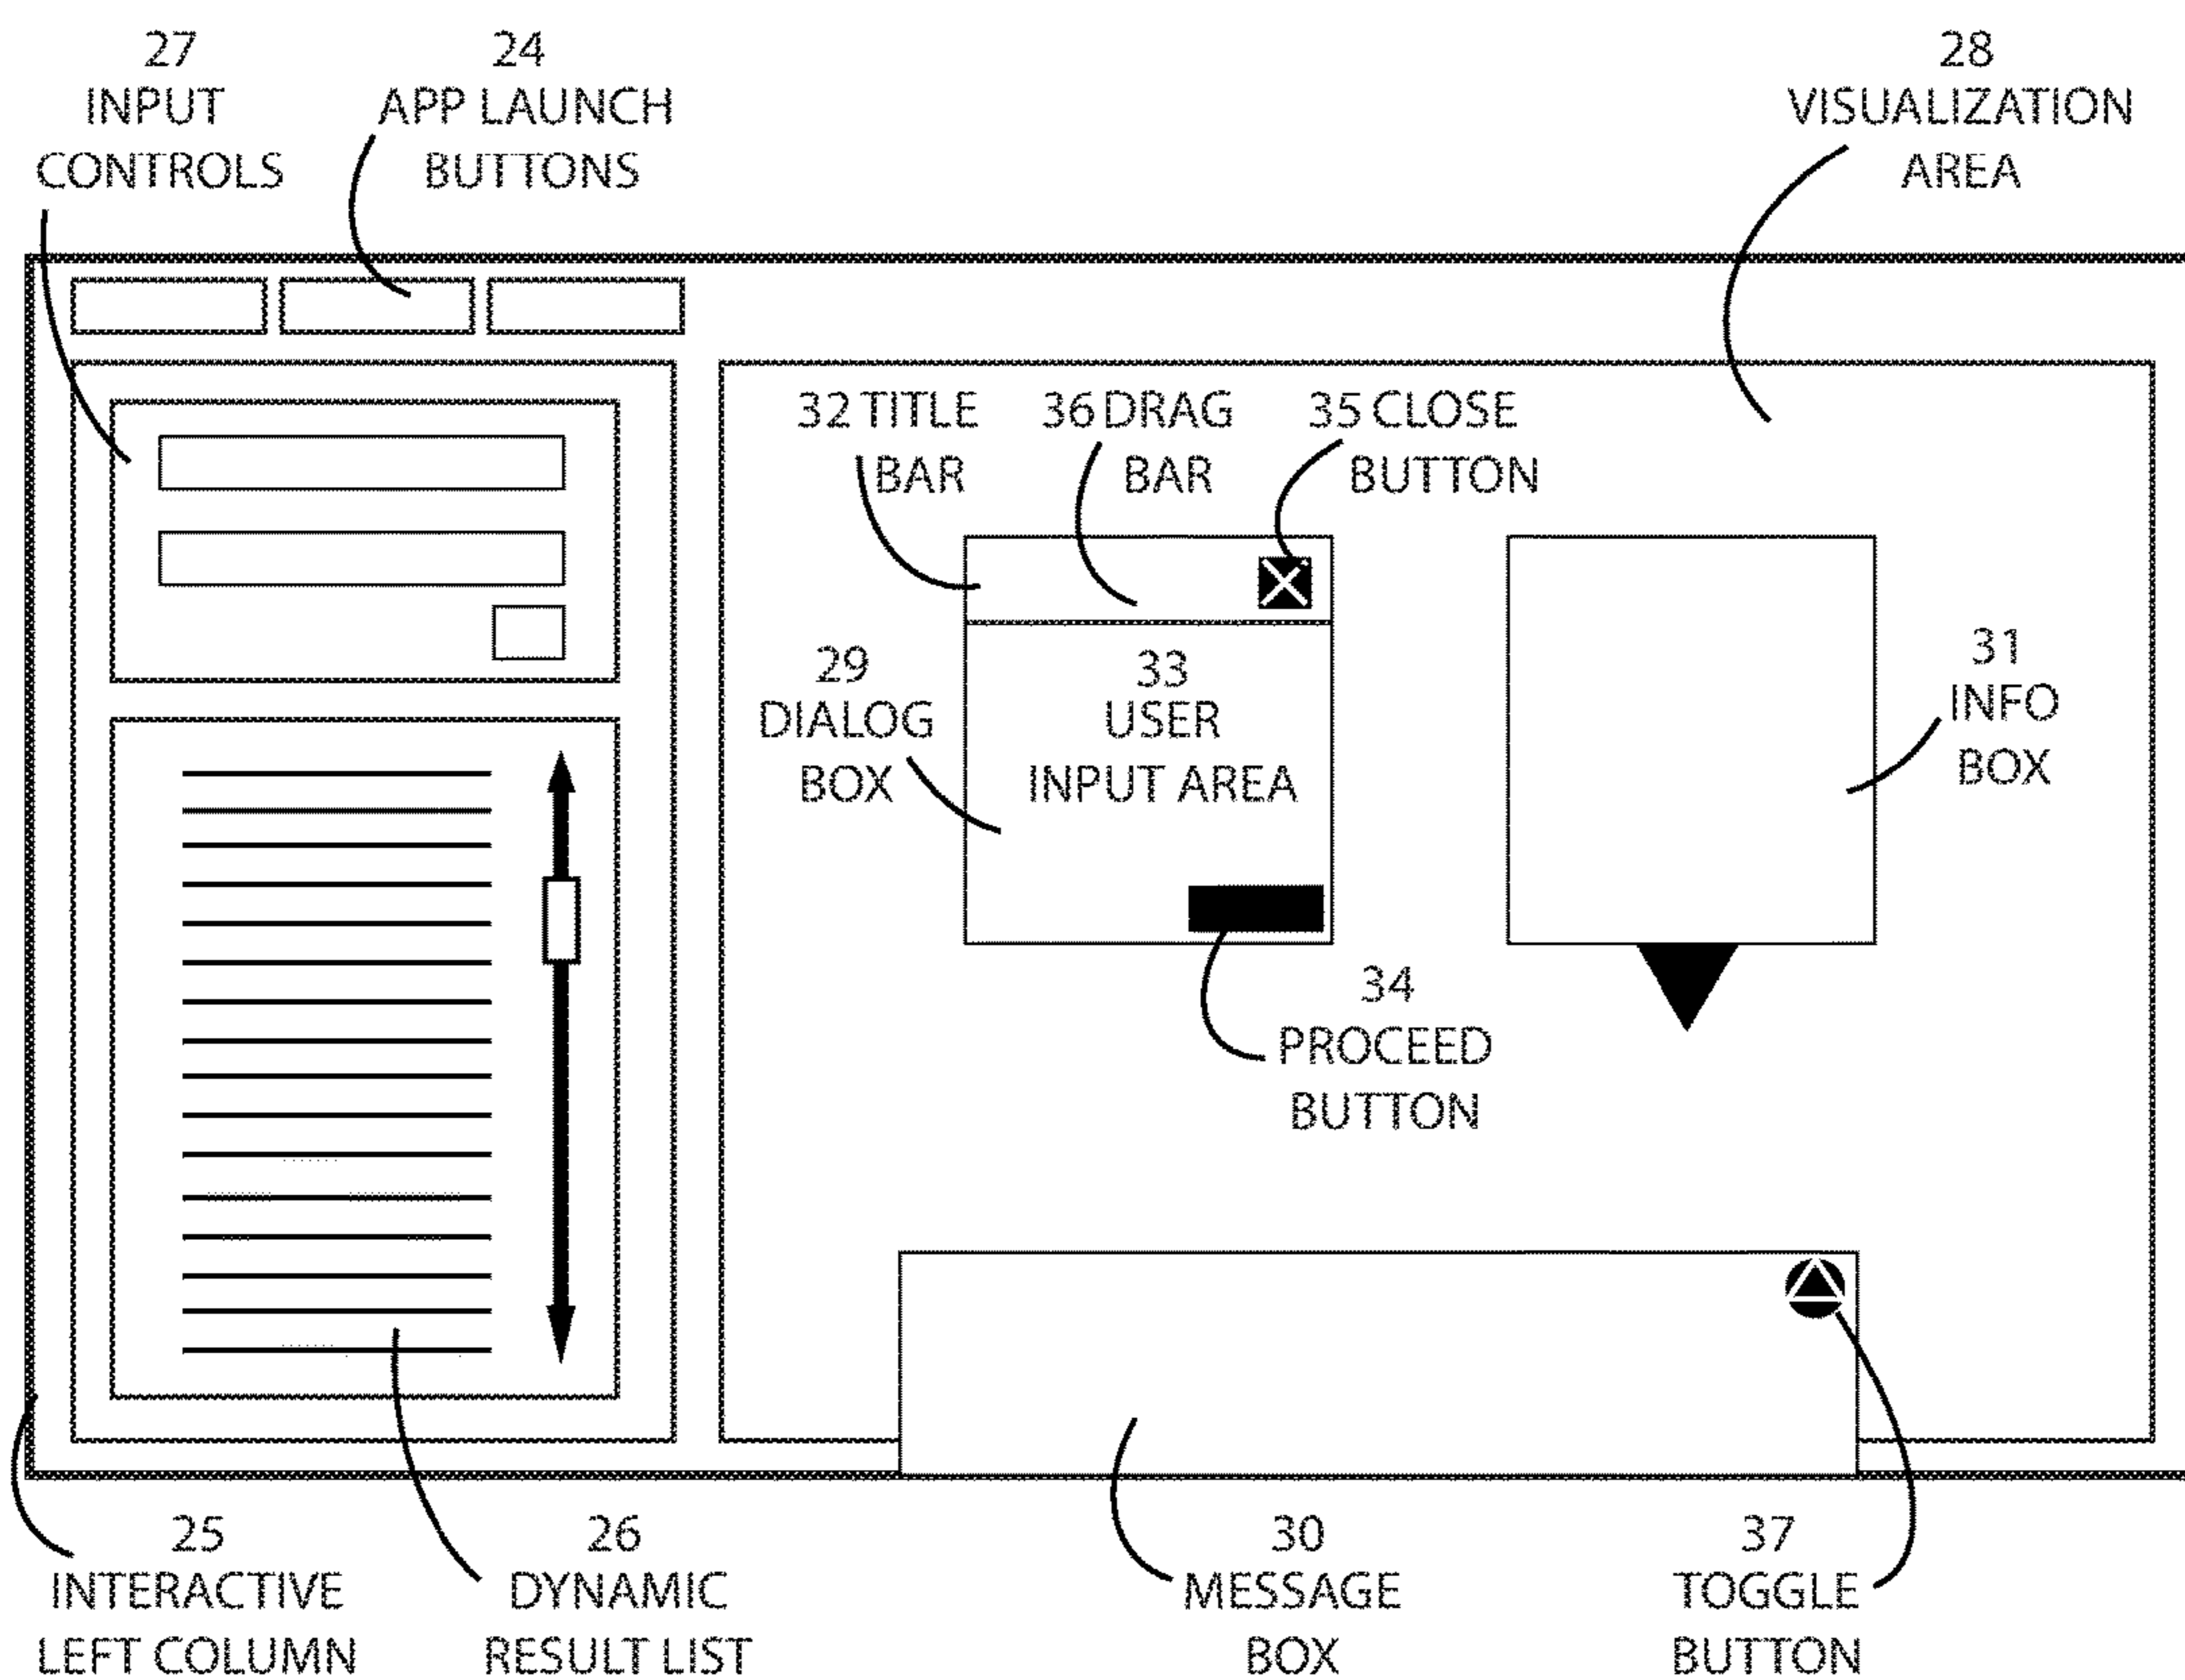 27
INPUT
CONTROLS
24
APP LAUNCH
BUTTONS
28
VISUALIZATION
AREA
32 TITLE
BAR
36 DRAG
BAR
35 CLOSE
BUTTON
29
DIALOG
BOX
33
USER
INPUT AREA
31
INFO
BOX
34
PROCEED
BUTTON
25
INTERACTIVE
LEFT COLUMN
26
DYNAMIC
RESULT LIST
30
MESSAGE
BOX
37
TOGGLE
BUTTON